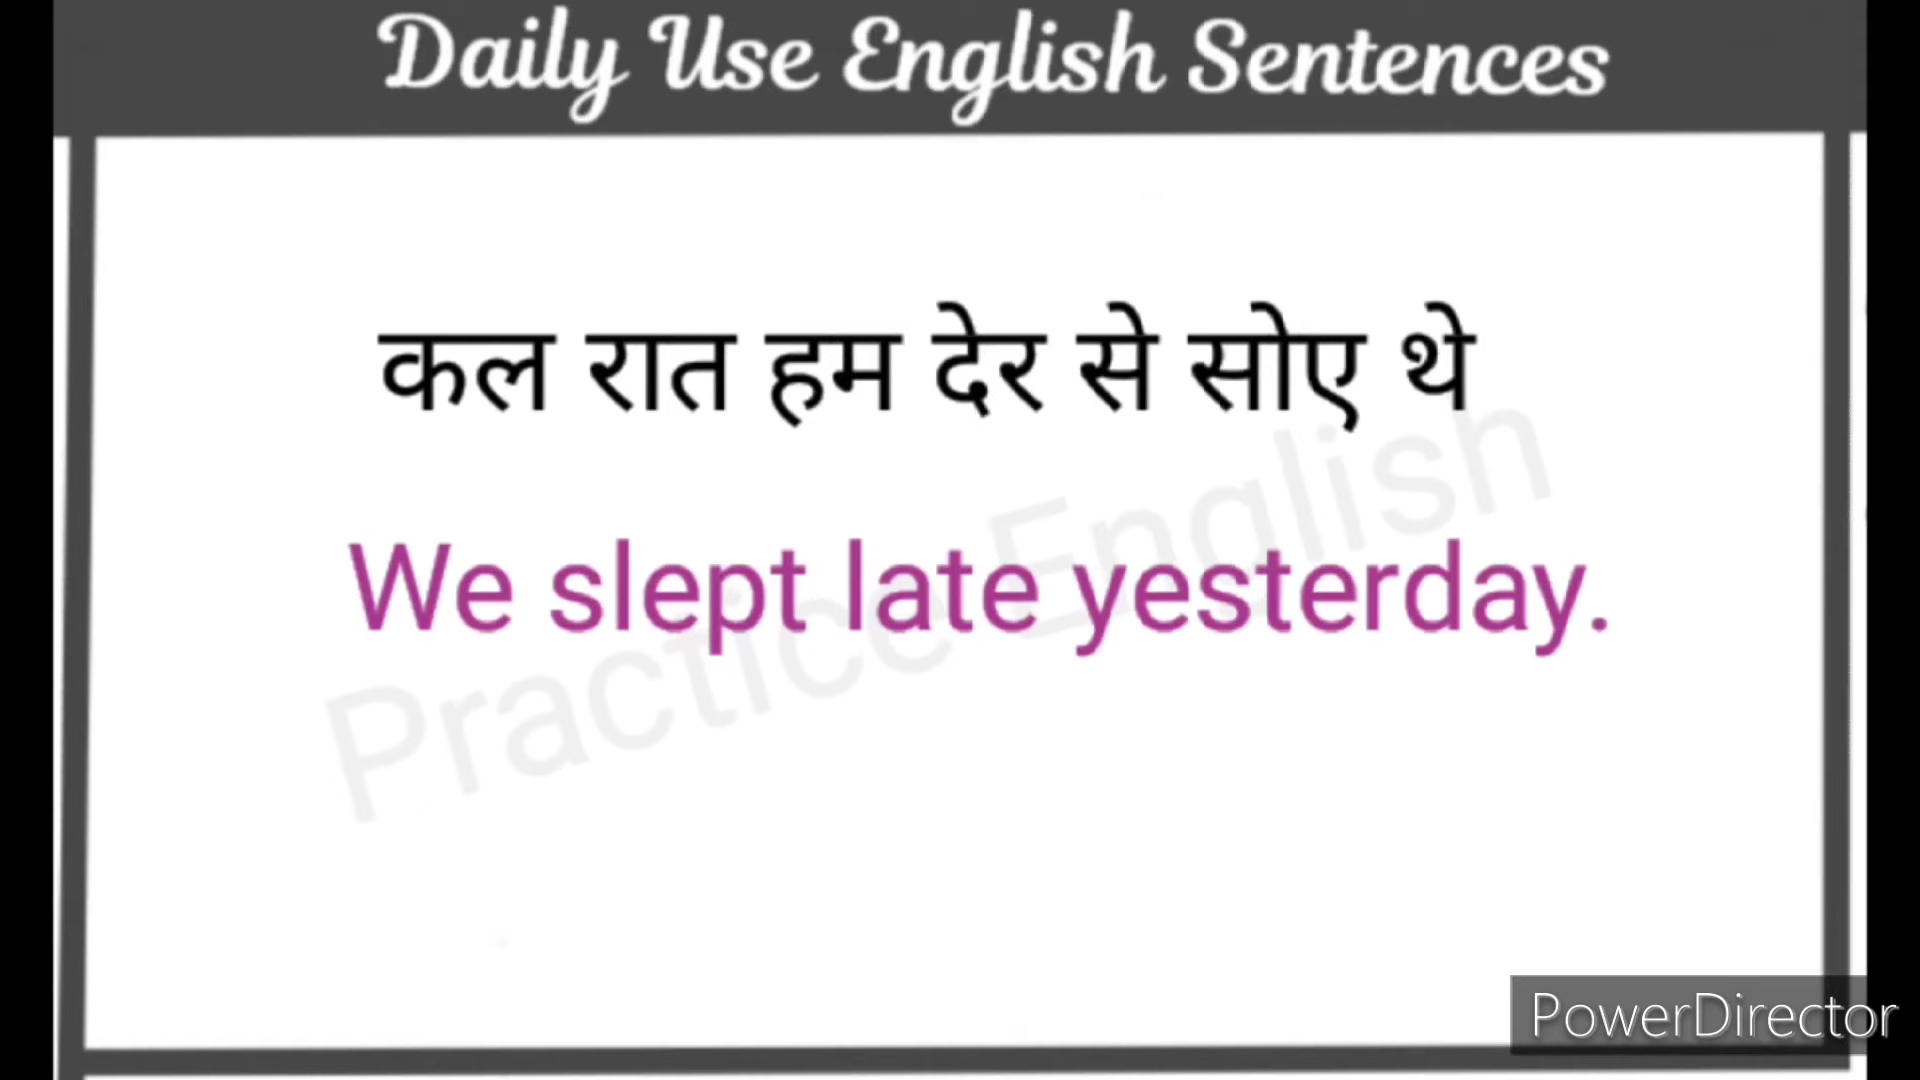 Daily Use English Sentences
कल रात हम देर से सोए थे
We slept late yesterday.
Practice English
PowerDirector